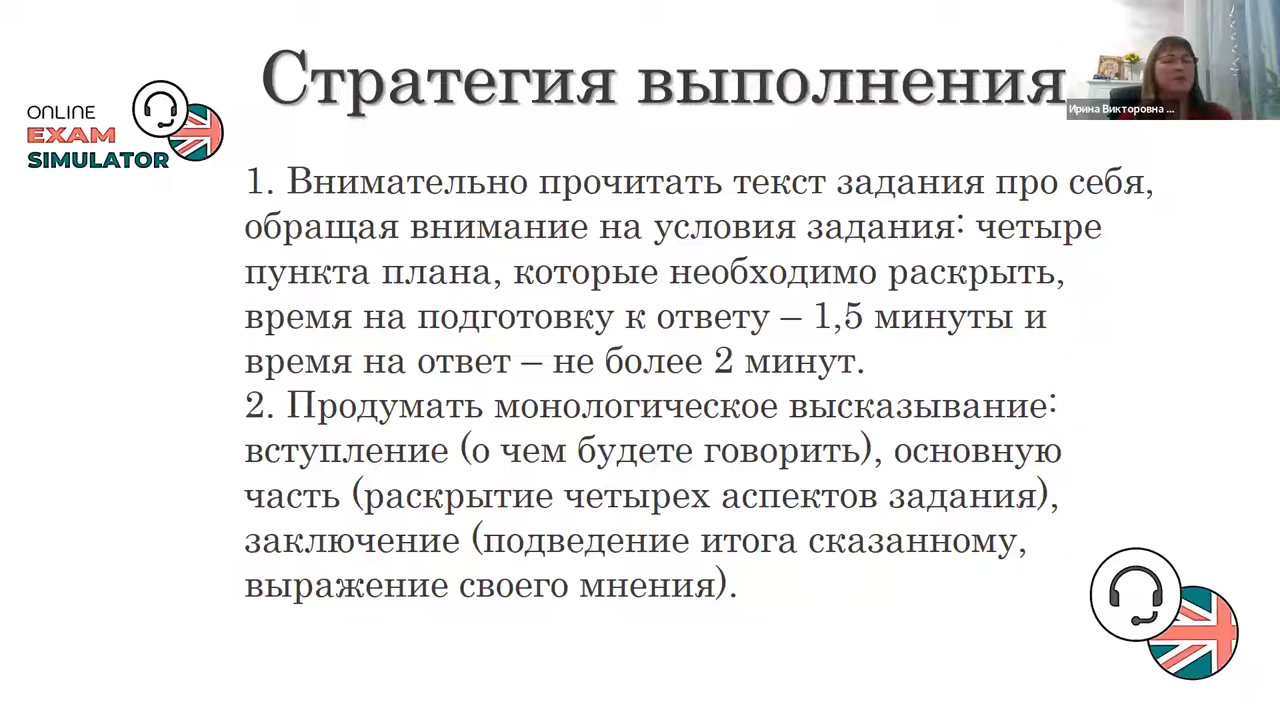 Стратегия выполнения
Ирина Викторовна ...
ONLINE
EXAM
SIMULATOR
1. Внимательно прочитать текст задания про себя,
обращая внимание на условия задания: четыре
пункта плана, которые необходимо раскрыть,
время на подготовку к ответу – 1,5 минуты и
время на ответ – не более 2 минут.
2. Продумать монологическое высказывание:
вступление (о чем будете говорить), основную
часть (раскрытие четырех аспектов задания),
заключение (подведение итога сказанному,
выражение своего мнения).